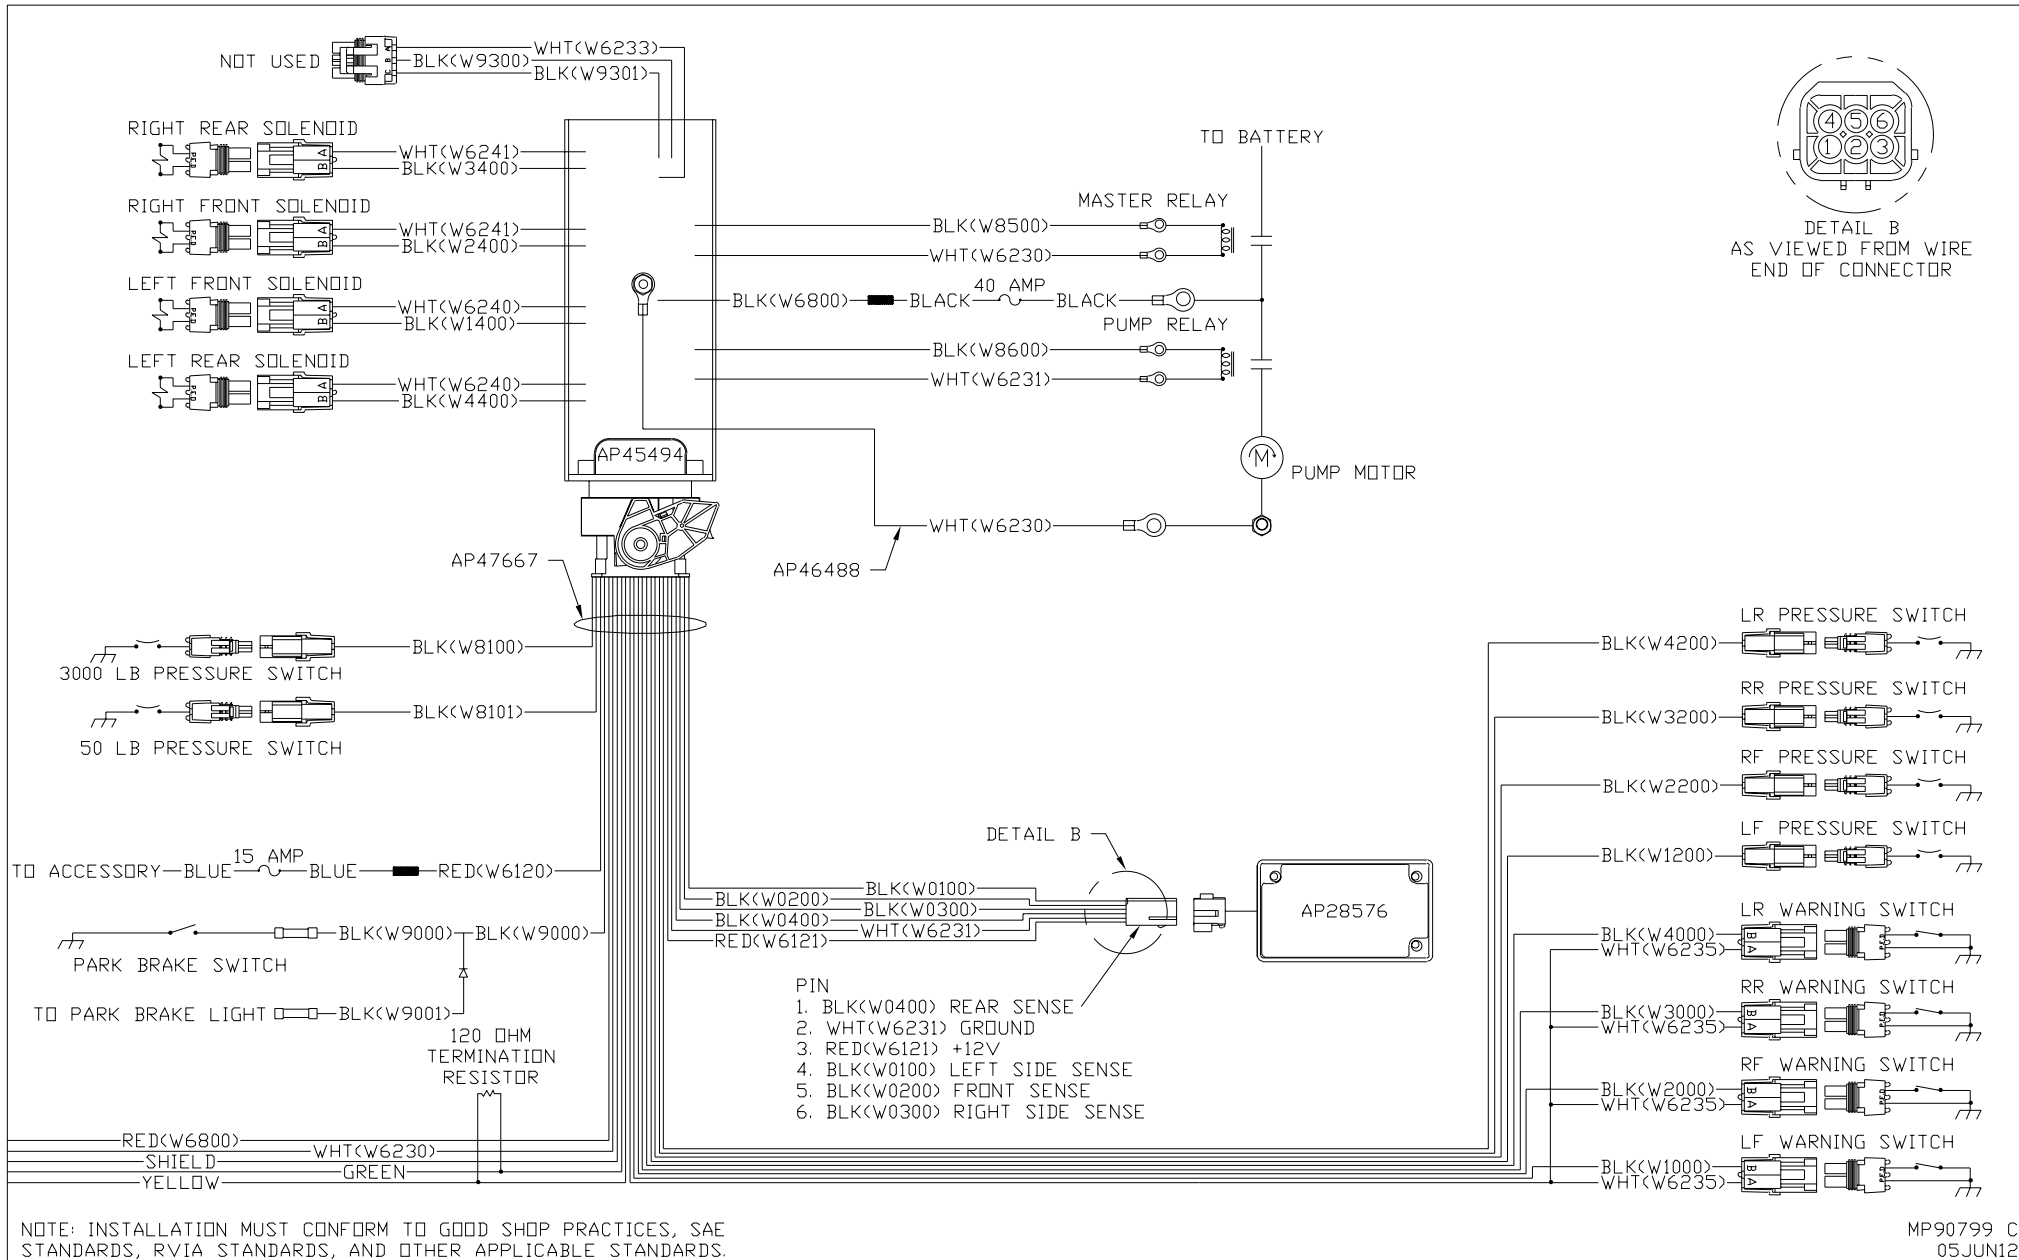 NOT USED
WHT(W6233)
BLK(W9300)
BLK(W9301)
A
B
C
RIGHT REAR SOLENOID
WHT(W6241)
BLK(W3400)
A
B
RIGHT FRONT SOLENOID
WHT(W6241)
BLK(W2400)
A
B
LEFT FRONT SOLENOID
WHT(W6240)
BLK(W1400)
A
B
LEFT REAR SOLENOID
WHT(W6240)
BLK(W4400)
A
B
AP45494
TO BATTERY
MASTER RELAY
BLK(W8500)
WHT(W6230)
40 AMP
BLK(W6800) BLACK BLACK
PUMP RELAY
BLK(W8600)
WHT(W6231)
M
PUMP MOTOR
WHT(W6230)
AP46488
AP47667
4 5 6
1 2 3
DETAIL B
AS VIEWED FROM WIRE
END OF CONNECTOR
BLK(W8100)
3000 LB PRESSURE SWITCH
BLK(W8101)
50 LB PRESSURE SWITCH
15 AMP
TO ACCESSORY BLUE BLUE RED(W6120)
BLK(W9000) BLK(W9000)
PARK BRAKE SWITCH
TO PARK BRAKE LIGHT BLK(W9001)
120 OHM
TERMINATION
RESISTOR
RED(W6800)
WHT(W6230)
SHIELD
GREEN
YELLOW
DETAIL B
BLK(W0100)
BLK(W0200)
BLK(W0300)
BLK(W0400)
WHT(W6231)
RED(W6121)
AP28576
PIN
1. BLK(W0400) REAR SENSE
2. WHT(W6231) GROUND
3. RED(W6121) +12V
4. BLK(W0100) LEFT SIDE SENSE
5. BLK(W0200) FRONT SENSE
6. BLK(W0300) RIGHT SIDE SENSE
LR PRESSURE SWITCH
BLK(W4200)
RR PRESSURE SWITCH
BLK(W3200)
RF PRESSURE SWITCH
BLK(W2200)
LF PRESSURE SWITCH
BLK(W1200)
LR WARNING SWITCH
BLK(W4000) B
WHT(W6235) A
RR WARNING SWITCH
BLK(W3000) B
WHT(W6235) A
RF WARNING SWITCH
BLK(W2000) B
WHT(W6235) A
LF WARNING SWITCH
BLK(W1000) B
WHT(W6235) A
NOTE: INSTALLATION MUST CONFORM TO GOOD SHOP PRACTICES, SAE
STANDARDS, RVIA STANDARDS, AND OTHER APPLICABLE STANDARDS.
MP90799 C
05JUN12